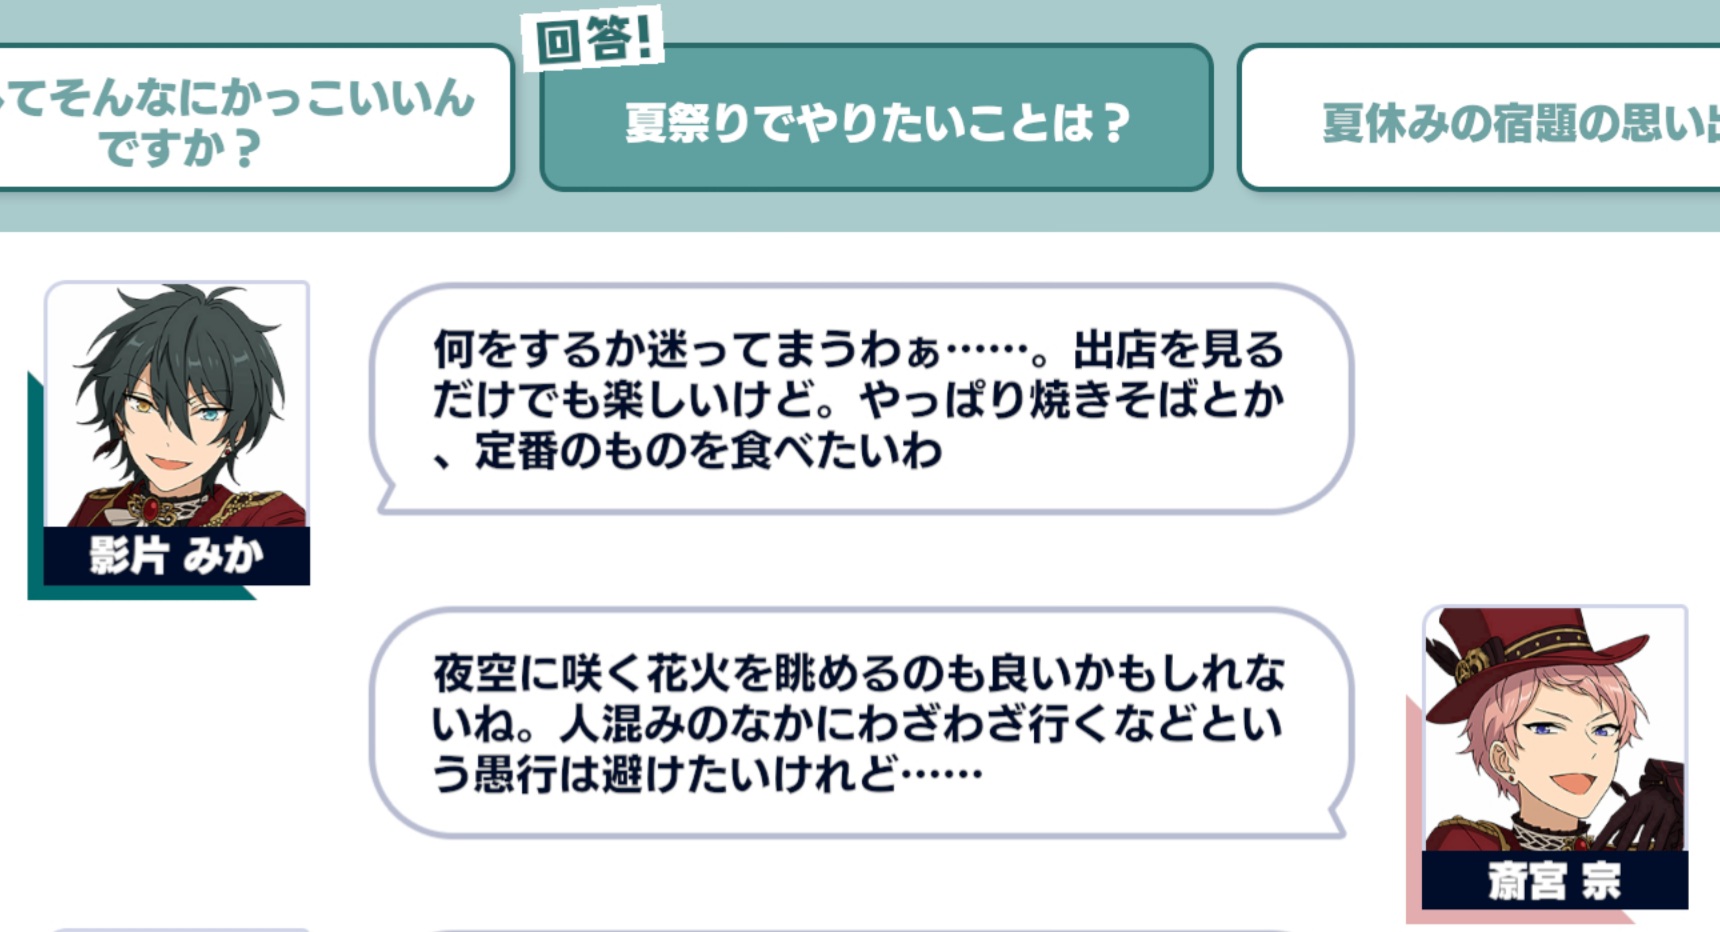 回答!
てそんなにかっこいいん
ですか？
夏祭りでやりたいことは？
夏休みの宿題の思い
何をするか迷ってまうわぁ……。出店を見る
だけでも楽しいけど。やっぱり焼きそばとか
、定番のものを食べたいわ
影片 みか
夜空に咲く花火を眺めるのも良いかもしれな
いね。人混みのなかにわざわざ行くなどとい
う愚行は避けたいけれど……
斎宮 宗